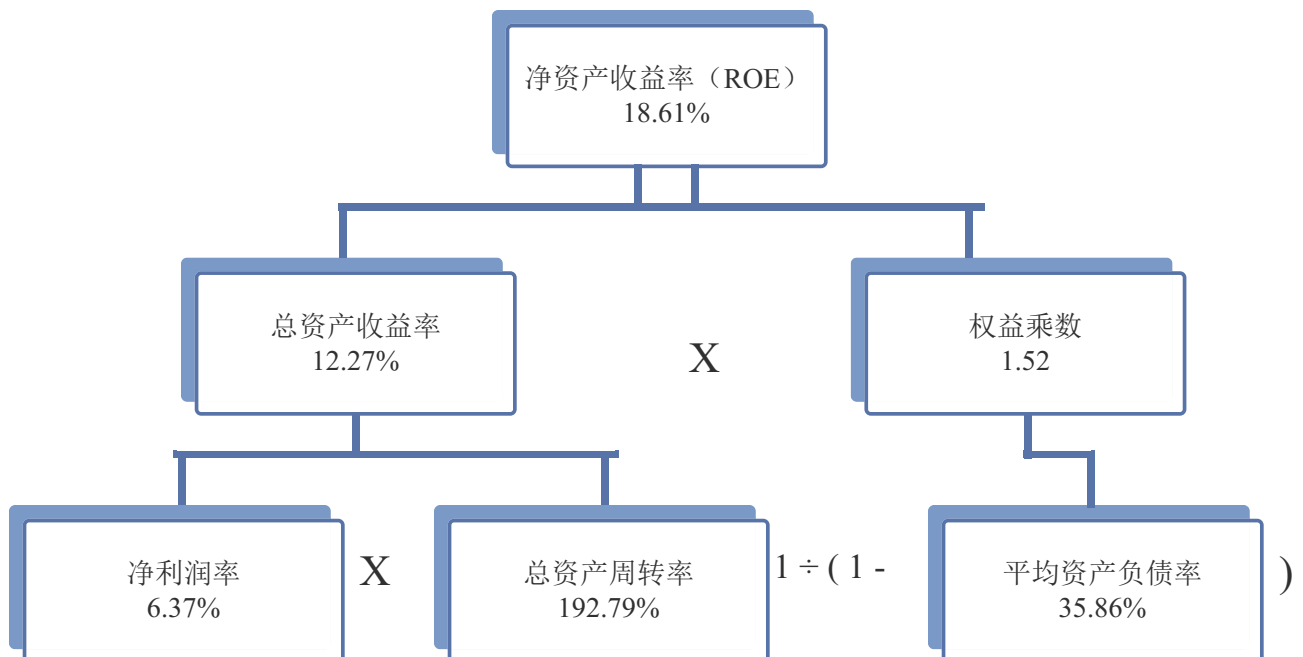 净资产收益率（ROE）
18.61%
总资产收益率
12.27%
X
权益乘数
1.52
净利润率
6.37%
X
总资产周转率
192.79%
1 ÷ ( 1 -
平均资产负债率
35.86%
)